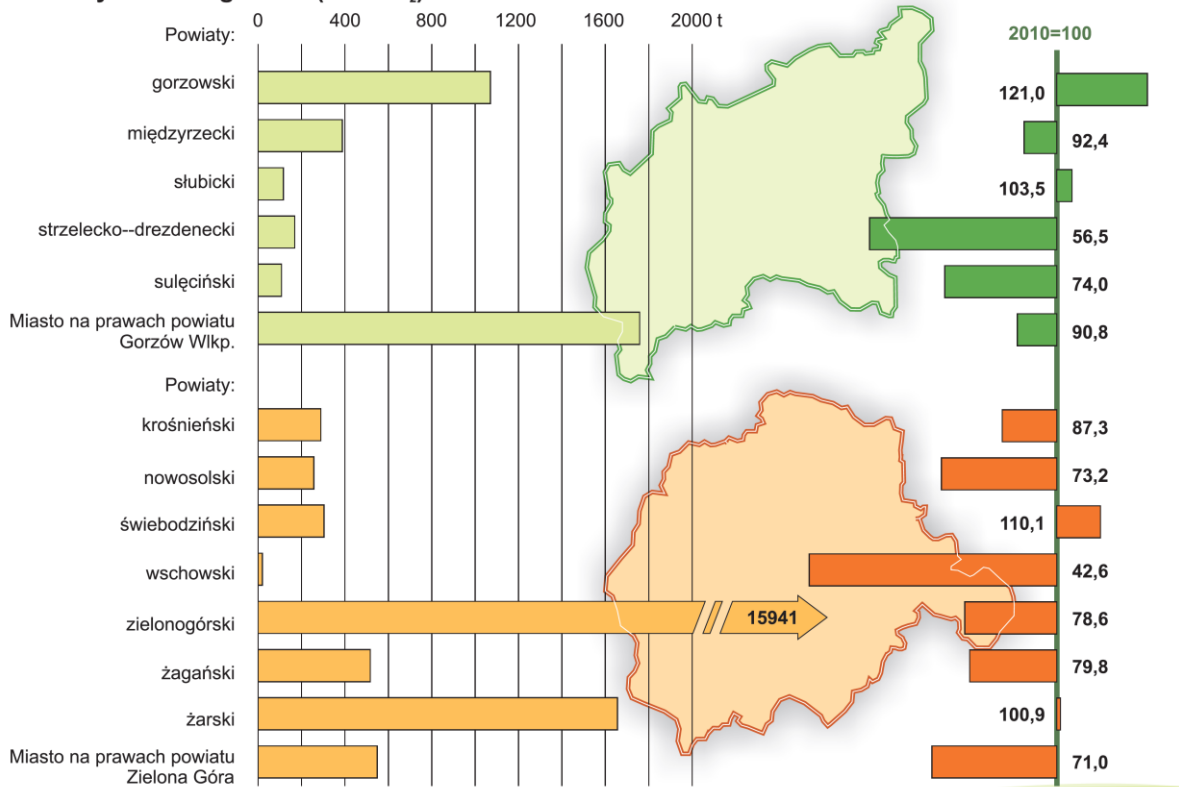 Powiaty:
0 400 800 1200 1600 2000 t
2010=100
gorzowski
121,0
międzyrzecki
92,4
słubicki
103,5
strzelecko--drezdenecki
56,5
sulęciński
74,0
Miasto na prawach powiatu
Gorzów Wlkp.
90,8
Powiaty:
krośnieński
87,3
nowosolski
73,2
świebodziński
110,1
wschowski
42,6
zielonogórski
15941
78,6
żagański
79,8
żarski
100,9
Miasto na prawach powiatu
Zielona Góra
71,0